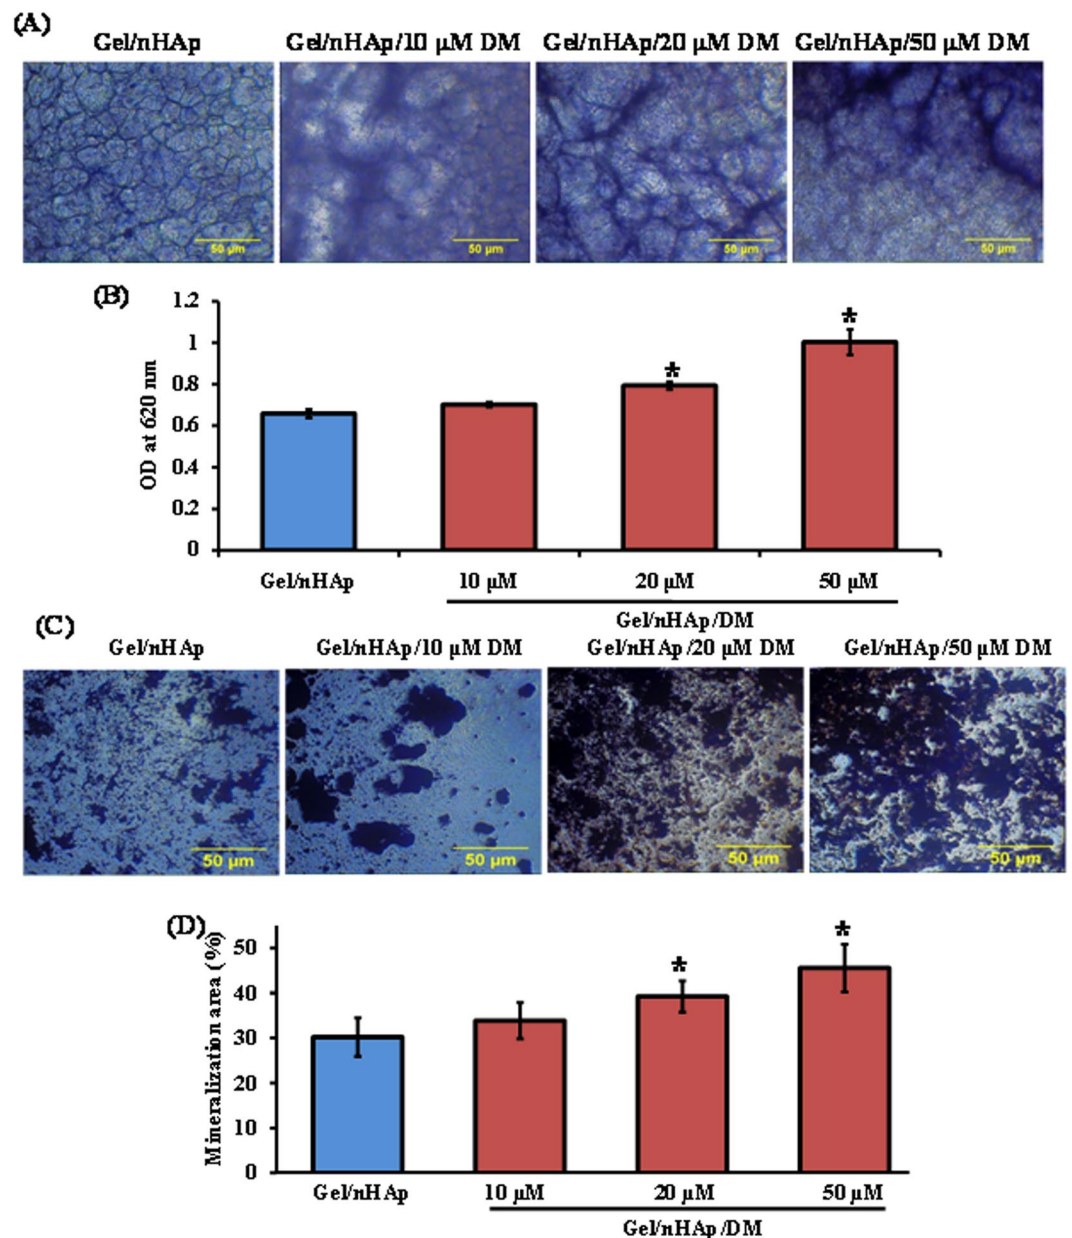 (A)
Gel/nHAp Gel/nHAp/10 µM DM Gel/nHAp/20 µM DM Gel/nHAp/50 µM DM
50 µm 50 µm 50 µm 50 µm
(B)
OD at 620 nm
1.2
1
0.8
0.6
0.4
0.2
0
* *
Gel/nHAp 10 µM 20 µM 50 µM
Gel/nHAp/DM
(C)
Gel/nHAp Gel/nHAp/10 µM DM Gel/nHAp/20 µM DM Gel/nHAp/50 µM DM
50 µm 50 µm 50 µm 50 µm
(D)
Mineralization area (%)
50
40
30
20
10
0
* *
Gel/nHAp 10 µM 20 µM 50 µM
Gel/nHAp/DM